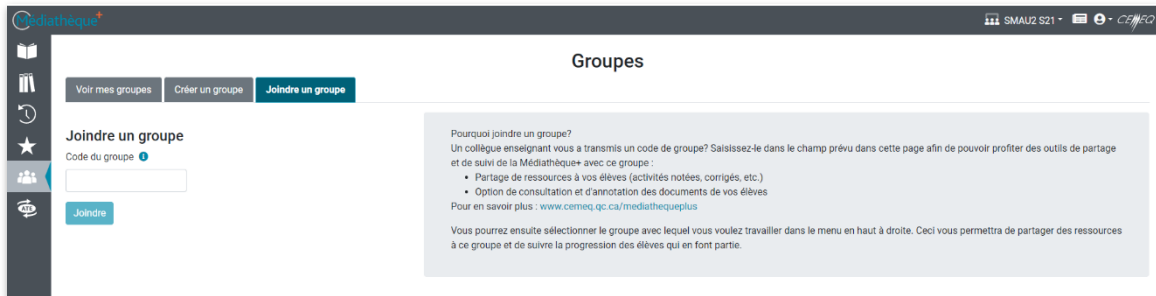 Médiathèque+
SMAU2 S21
CEMEQ
Groupes
Voir mes groupes
Créer un groupe
Joindre un groupe
Joindre un groupe
Code du groupe
Joindre
Pourquoi joindre un groupe?
Un collègue enseignant vous a transmis un code de groupe? Saisissez-le dans le champ prévu dans cette page afin de pouvoir profiter des outils de partage
et de suivi de la Médiathèque+ avec ce groupe :
• Partage de ressources à vos élèves (activités notées, corrigés, etc.)
• Option de consultation et d'annotation des documents de vos élèves
Pour en savoir plus : www.cemeq.qc.ca/mediathequeplus
Vous pourrez ensuite sélectionner le groupe avec lequel vous voulez travailler dans le menu en haut à droite. Ceci vous permettra de partager des ressources
à ce groupe et de suivre la progression des élèves qui en font partie.
ATE